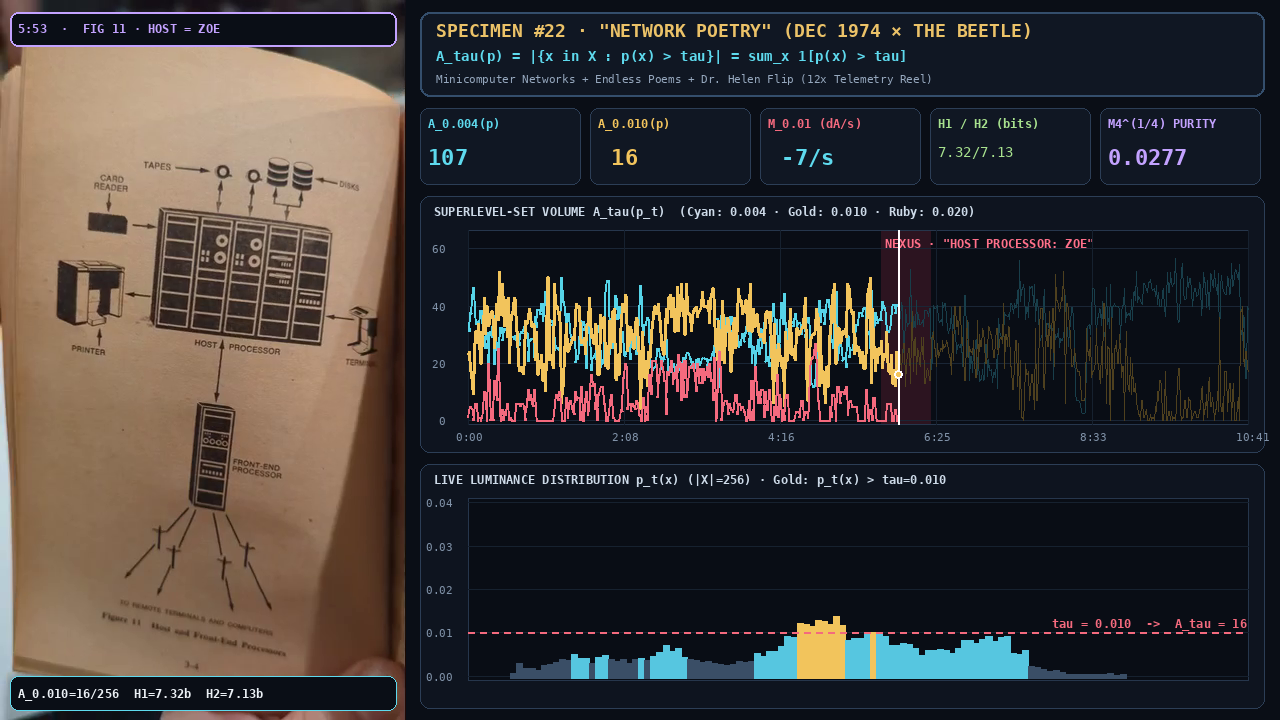 5:53 · FIG 11 · HOST = ZOE
TAPES
DISKS
CARD
READER
PRINTER
HOST PROCESSOR
TERMINAL
FRONT-END
PROCESSOR
TO REMOTE TERMINALS AND COMPUTERS
Figure 11 Host and Front-End Processors
3-4
A_0.010=16/256 H1=7.32b H2=7.13b
SPECIMEN #22 · "NETWORK POETRY" (DEC 1974 × THE BEETLE)
A_tau(p) = |{x in X : p(x) > tau}| = sum_x 1[p(x) > tau]
Minicomputer Networks + Endless Poems + Dr. Helen Flip (12x Telemetry Reel)
A_0.004(p)
107
A_0.010(p)
16
M_0.01 (dA/s)
-7/s
H1 / H2 (bits)
7.32/7.13
M4^(1/4) PURITY
0.0277
SUPERLEVEL-SET VOLUME A_tau(p_t) (Cyan: 0.004 · Gold: 0.010 · Ruby: 0.020)
NEXUS · "HOST PROCESSOR: ZOE"
60
40
20
0
0:00 2:08 4:16 6:25 8:33 10:41
LIVE LUMINANCE DISTRIBUTION p_t(x) (|X|=256) · Gold: p_t(x) > tau=0.010
0.04
0.03
0.02
0.01
0.00
tau = 0.010 -> A_tau = 16